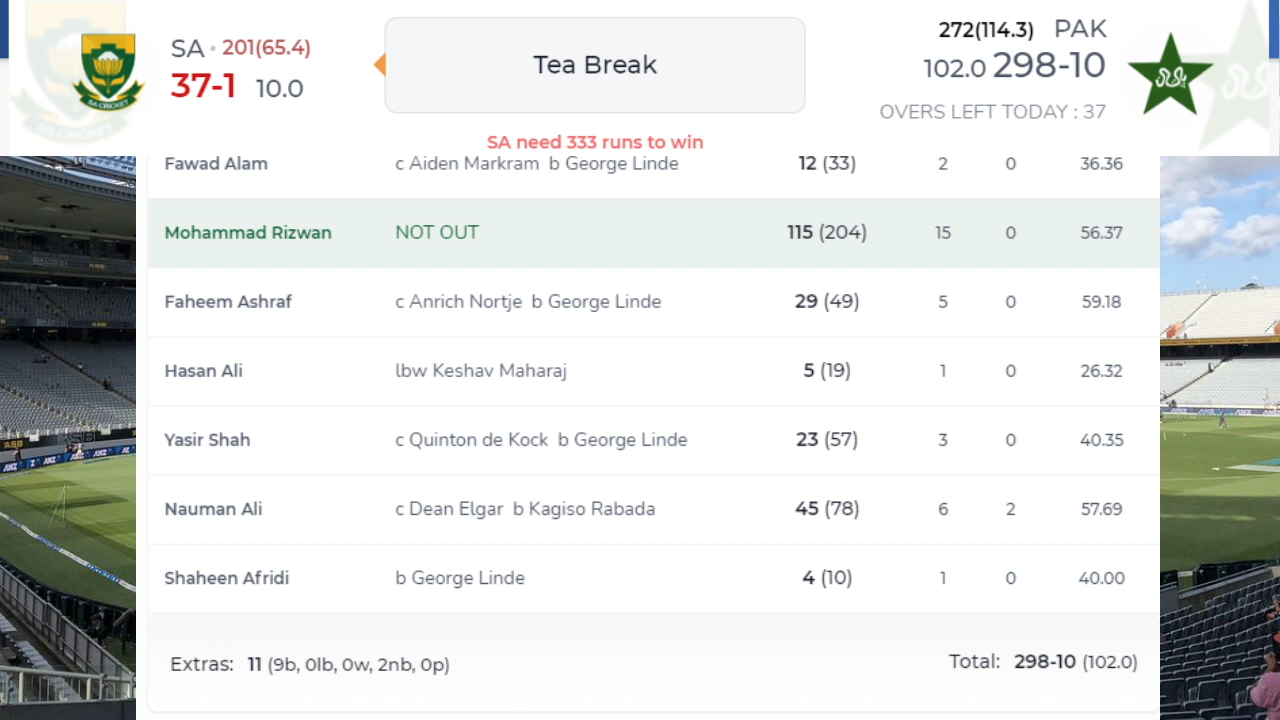 SA • 201(65.4)
37-1 10.0
SA CRICKET
Tea Break
SA need 333 runs to win
272(114.3) PAK
102.0 298-10
OVERS LEFT TODAY : 37
Fawad Alam c Aiden Markram b George Linde 12 (33) 2 0 36.36
Mohammad Rizwan NOT OUT 115 (204) 15 0 56.37
Faheem Ashraf c Anrich Nortje b George Linde 29 (49) 5 0 59.18
Hasan Ali lbw Keshav Maharaj 5 (19) 1 0 26.32
Yasir Shah c Quinton de Kock b George Linde 23 (57) 3 0 40.35
Nauman Ali c Dean Elgar b Kagiso Rabada 45 (78) 6 2 57.69
Shaheen Afridi b George Linde 4 (10) 1 0 40.00
Extras: 11 (9b, 0lb, 0w, 2nb, 0p) Total: 298-10 (102.0)
ASB
ANZ ANZ ANZ